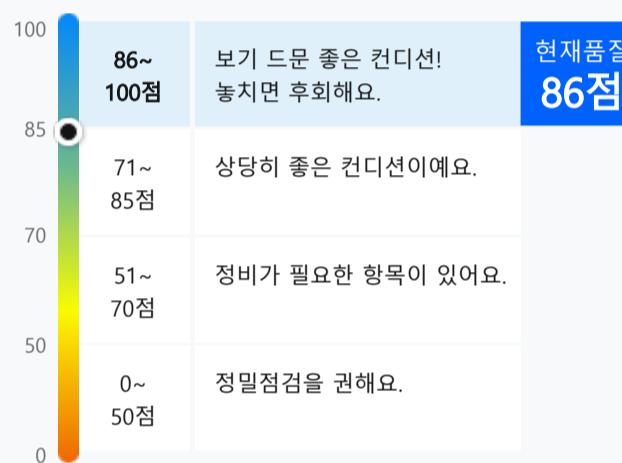 100
86~
100점
보기 드문 좋은 컨디션!
놓치면 후회해요.
현재품질
86점
85
71~
85점
상당히 좋은 컨디션이예요.
70
51~
70점
정비가 필요한 항목이 있어요.
50
0~
50점
정밀점검을 권해요.
0